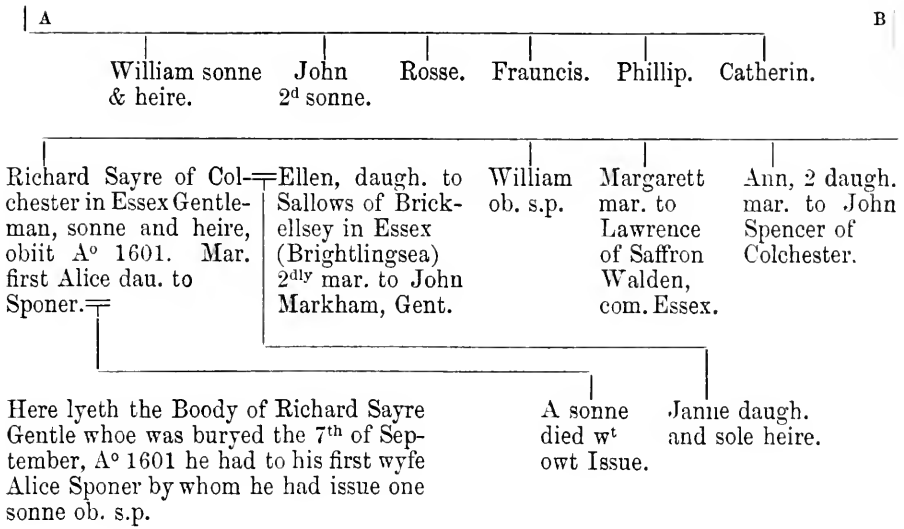 A
B
William sonne
& heire.
John
2d sonne.
Rosse.
Frauncis.
Phillip.
Catherin.
Richard Sayre of Col-
chester in Essex Gentle-
man, sonne and heire,
obiit Ao 1601. Mar.
first Alice dau. to
Sponer.
Ellen, daugh. to
Sallows of Brick-
ellsey in Essex
(Brightlingsea)
2dly mar. to John
Markham, Gent.
William
ob. s.p.
Margarett
mar. to
Lawrence
of Saffron
Walden,
com. Essex.
Ann, 2 daugh.
mar. to John
Spencer of
Colchester.
Here lyeth the Boody of Richard Sayre
Gentle whoe was buryed the 7th of Sep-
tember, Ao 1601 he had to his first wyfe
Alice Sponer by whom he had issue one
sonne ob. s.p.
A sonne
died wt
owt Issue.
Janne daugh.
and sole heire.